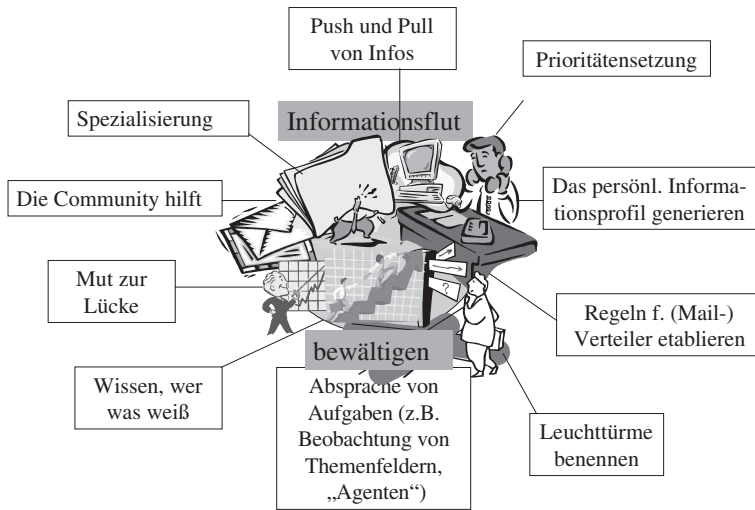 Push und Pull
von Infos
Prioritätensetzung
Spezialisierung
Informationsflut
Die Community hilft
Das persönl. Informa-
tionsprofil generieren
Mut zur
Lücke
?
Regeln f. (Mail-)
Verteiler etablieren
bewältigen
Wissen, wer
was weiß
Absprache von
Aufgaben (z.B.
Beobachtung von
Themenfeldern,
„Agenten“)
Leuchttürme
benennen